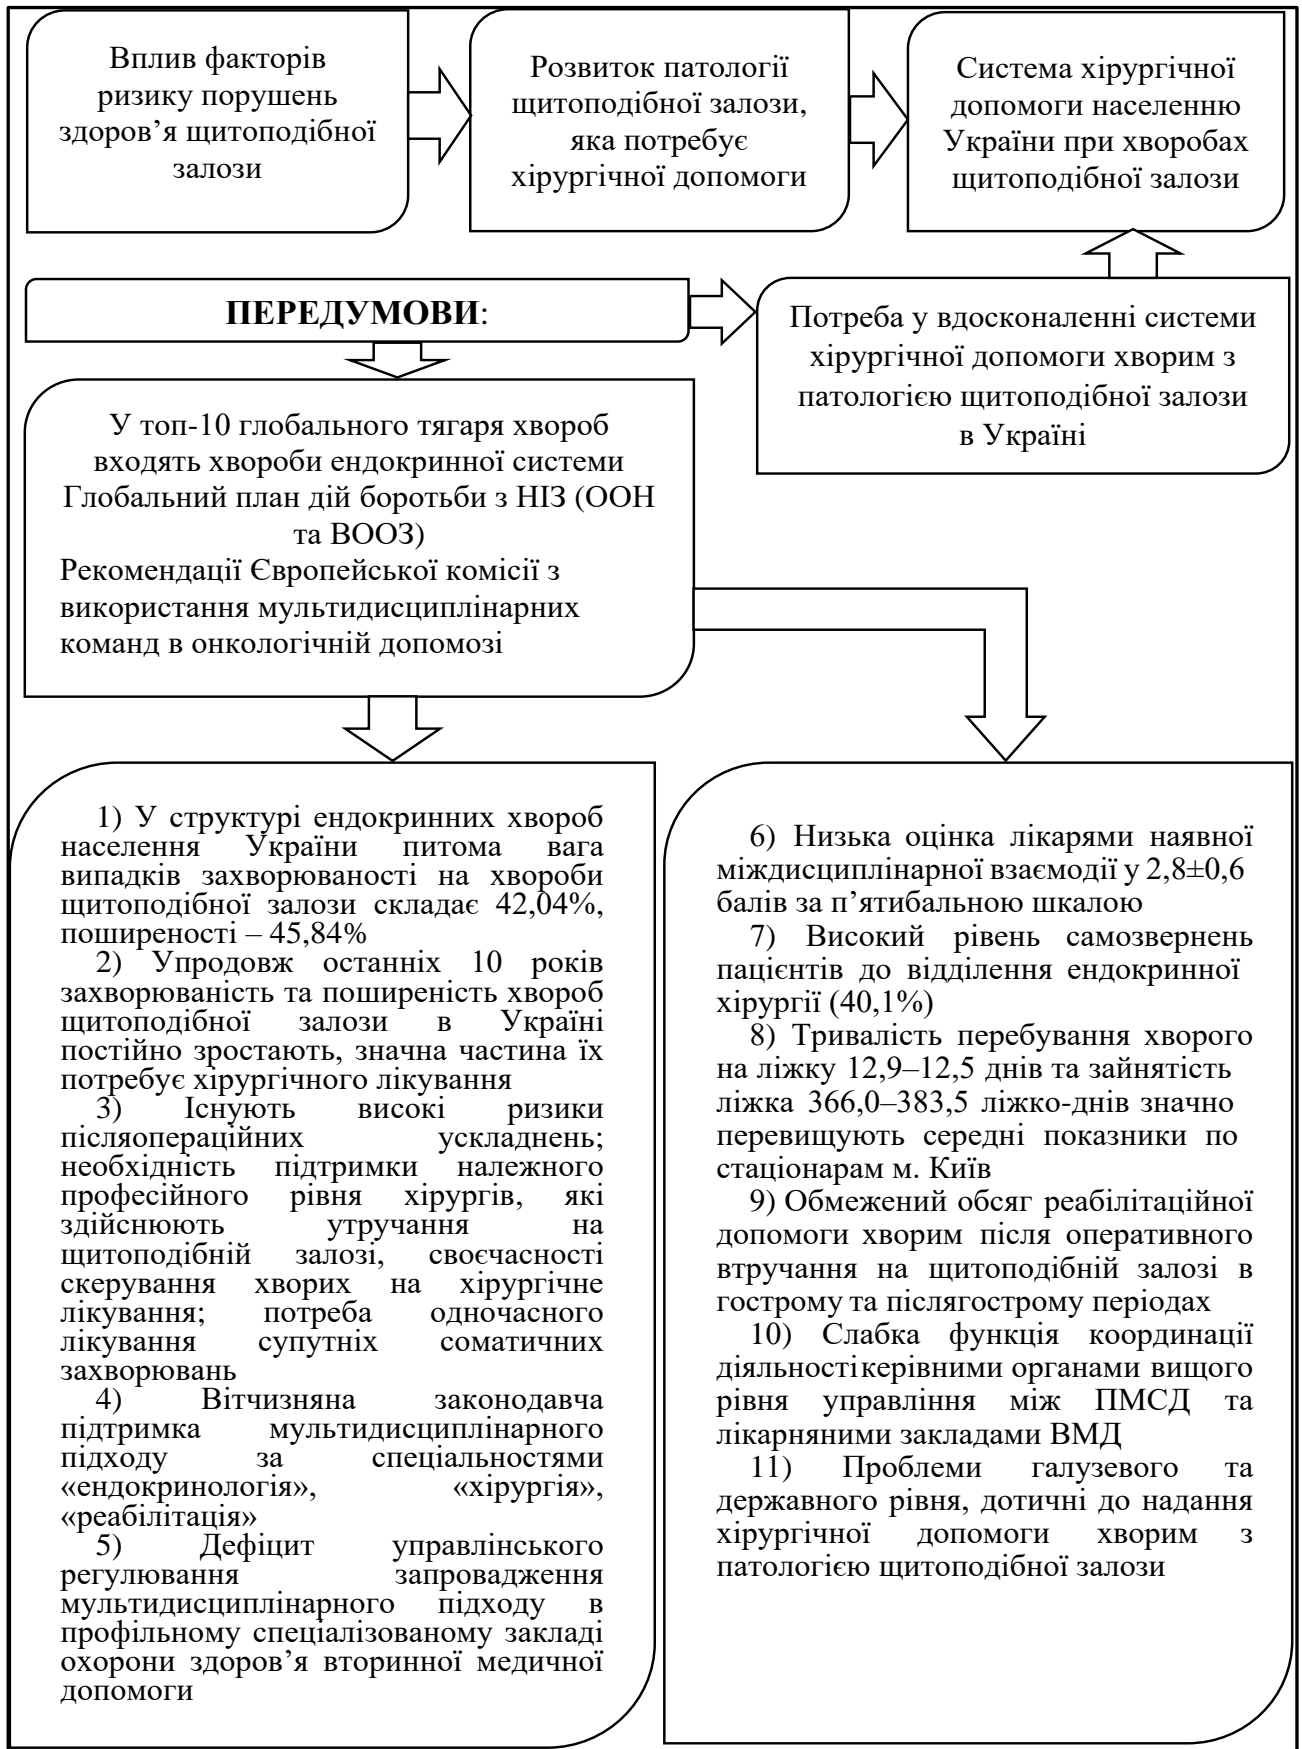 Вплив факторів
ризику порушень
здоров’я щитоподібної
залози
Розвиток патології
щитоподібної залози,
яка потребує
хірургічної допомоги
Система хірургічної
допомоги населенню
України при хворобах
щитоподібної залози
ПЕРЕДУМОВИ:
Потреба у вдосконаленні системи
хірургічної допомоги хворим з
патологією щитоподібної залози
в Україні
У топ-10 глобального тягаря хвороб
входять хвороби ендокринної системи
Глобальний план дій боротьби з НІЗ (ООН
та ВООЗ)
Рекомендації Європейської комісії з
використання мультидисциплінарних
команд в онкологічній допомозі
1) У структурі ендокринних хвороб
населення України питома вага
випадків захворюваності на хвороби
щитоподібної залози складає 42,04%,
поширеності – 45,84%
2) Упродовж останніх 10 років
захворюваність та поширеність хвороб
щитоподібної залози в Україні
постійно зростають, значна частина їх
потребує хірургічного лікування
3) Існують високі ризики
післяопераційних ускладнень;
необхідність підтримки належного
професійного рівня хірургів, які
здійснюють утручання на
щитоподібній залозі, своєчасності
скерування хворих на хірургічне
лікування; потреба одночасного
лікування супутніх соматичних
захворювань
4) Вітчизняна законодавча
підтримка мультидисциплінарного
підходу за спеціальностями
«ендокринологія», «хірургія»,
«реабілітація»
5) Дефіцит управлінського
регулювання запровадження
мультидисциплінарного підходу в
профільному спеціалізованому закладі
охорони здоров’я вторинної медичної
допомоги
6) Низька оцінка лікарями наявної
міждисциплінарної взаємодії у 2,8±0,6
балів за п’ятибальною шкалою
7) Високий рівень самозвернень
пацієнтів до відділення ендокринної
хірургії (40,1%)
8) Тривалість перебування хворого
на ліжку 12,9–12,5 днів та зайнятість
ліжка 366,0–383,5 ліжко-днів значно
перевищують середні показники по
стаціонарам м. Київ
9) Обмежений обсяг реабілітаційної
допомоги хворим після оперативного
втручання на щитоподібній залозі в
гострому та післягострому періодах
10) Слабка функція координації
діяльності керівними органами вищого
рівня управління між ПМСД та
лікарняними закладами ВМД
11) Проблеми галузевого та
державного рівня, дотичні до надання
хірургічної допомоги хворим з
патологією щитоподібної залози